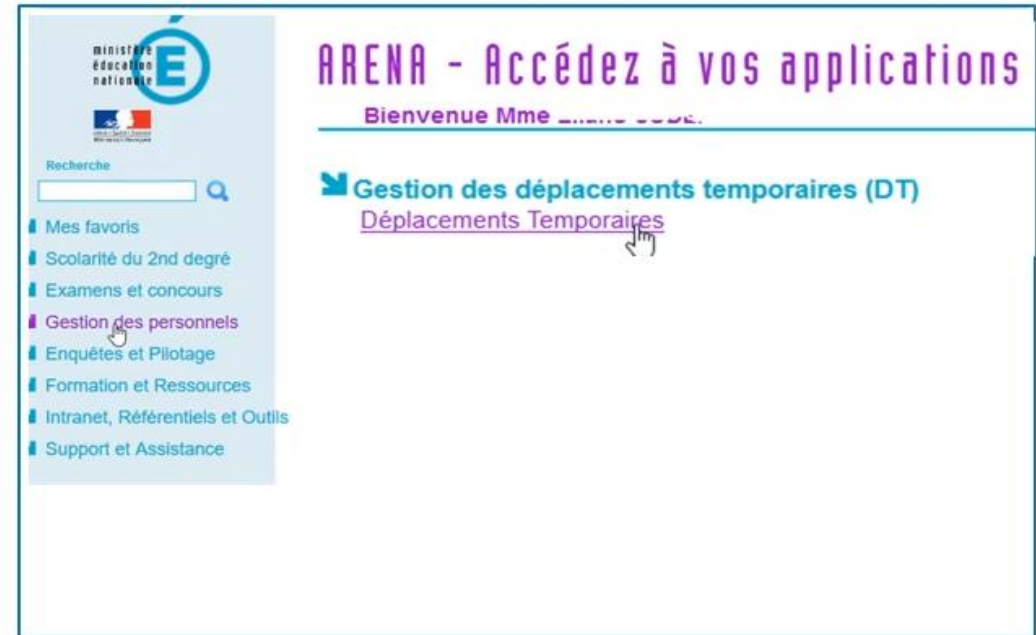 ministère
éducation
nationale
Recherche
Mes favoris
Scolarité du 2nd degré
Examens et concours
Gestion des personnels
Enquêtes et Pilotage
Formation et Ressources
Intranet, Référentiels et Outils
Support et Assistance
ARENA - Accédez à vos applications
Bienvenue Mme
Gestion des déplacements temporaires (DT)
Déplacements Temporaires